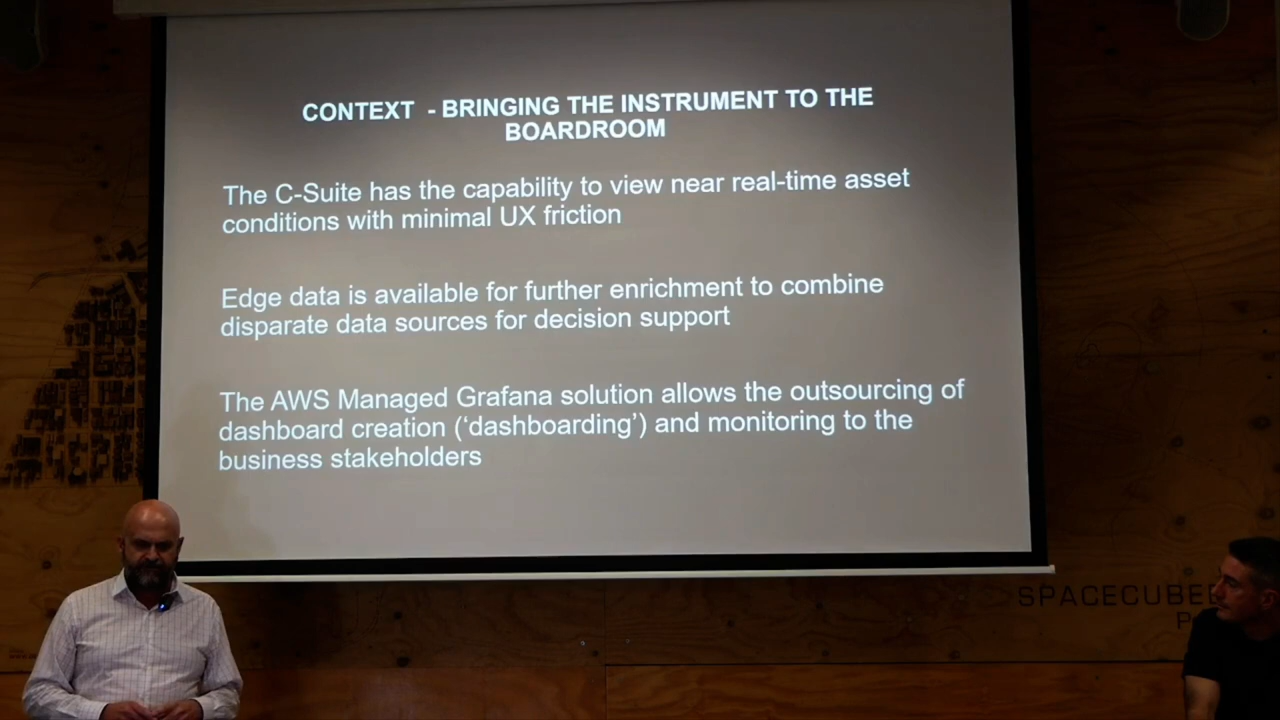 CONTEXT - BRINGING THE INSTRUMENT TO THE
BOARDROOM
The C-Suite has the capability to view near real-time asset
conditions with minimal UX friction
Edge data is available for further enrichment to combine
disparate data sources for decision support
The AWS Managed Grafana solution allows the outsourcing of
dashboard creation (‘dashboarding’) and monitoring to the
business stakeholders